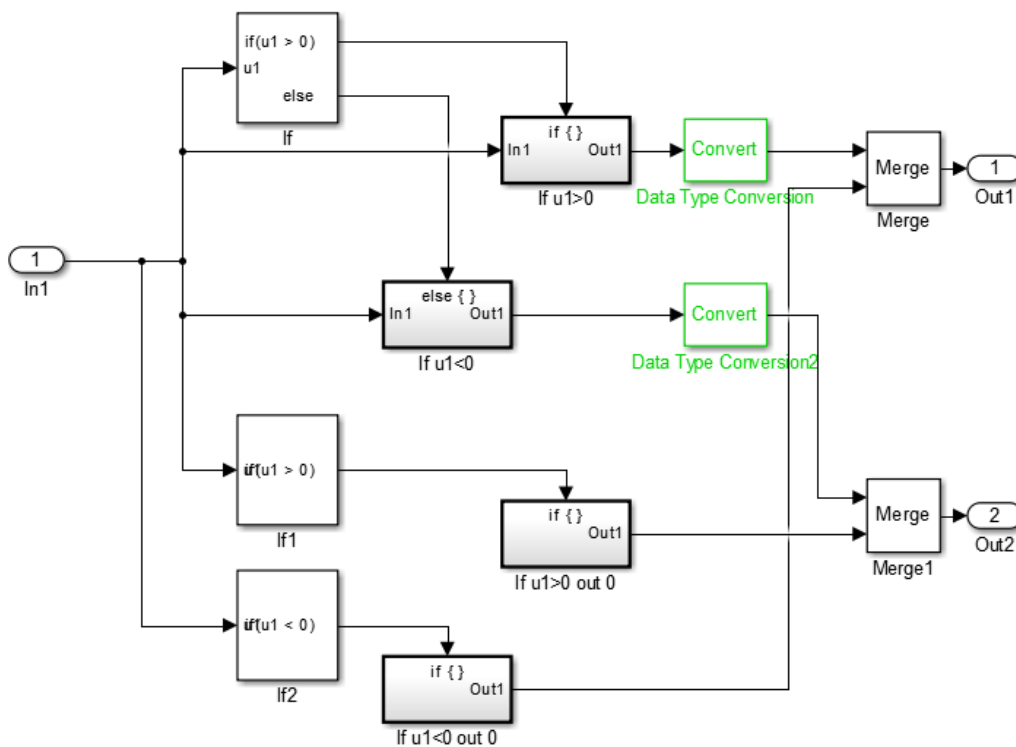 if(u1 > 0)
u1
else
If
if { }
In1
Out1
If u1>0
Convert
Data Type Conversion
Merge
Merge
1
Out1
1
In1
else { }
In1
Out1
If u1<0
Convert
Data Type Conversion2
if(u1 > 0)
If1
if { }
Out1
If u1>0 out 0
Merge
Merge1
2
Out2
if(u1 < 0)
If2
if { }
Out1
If u1<0 out 0